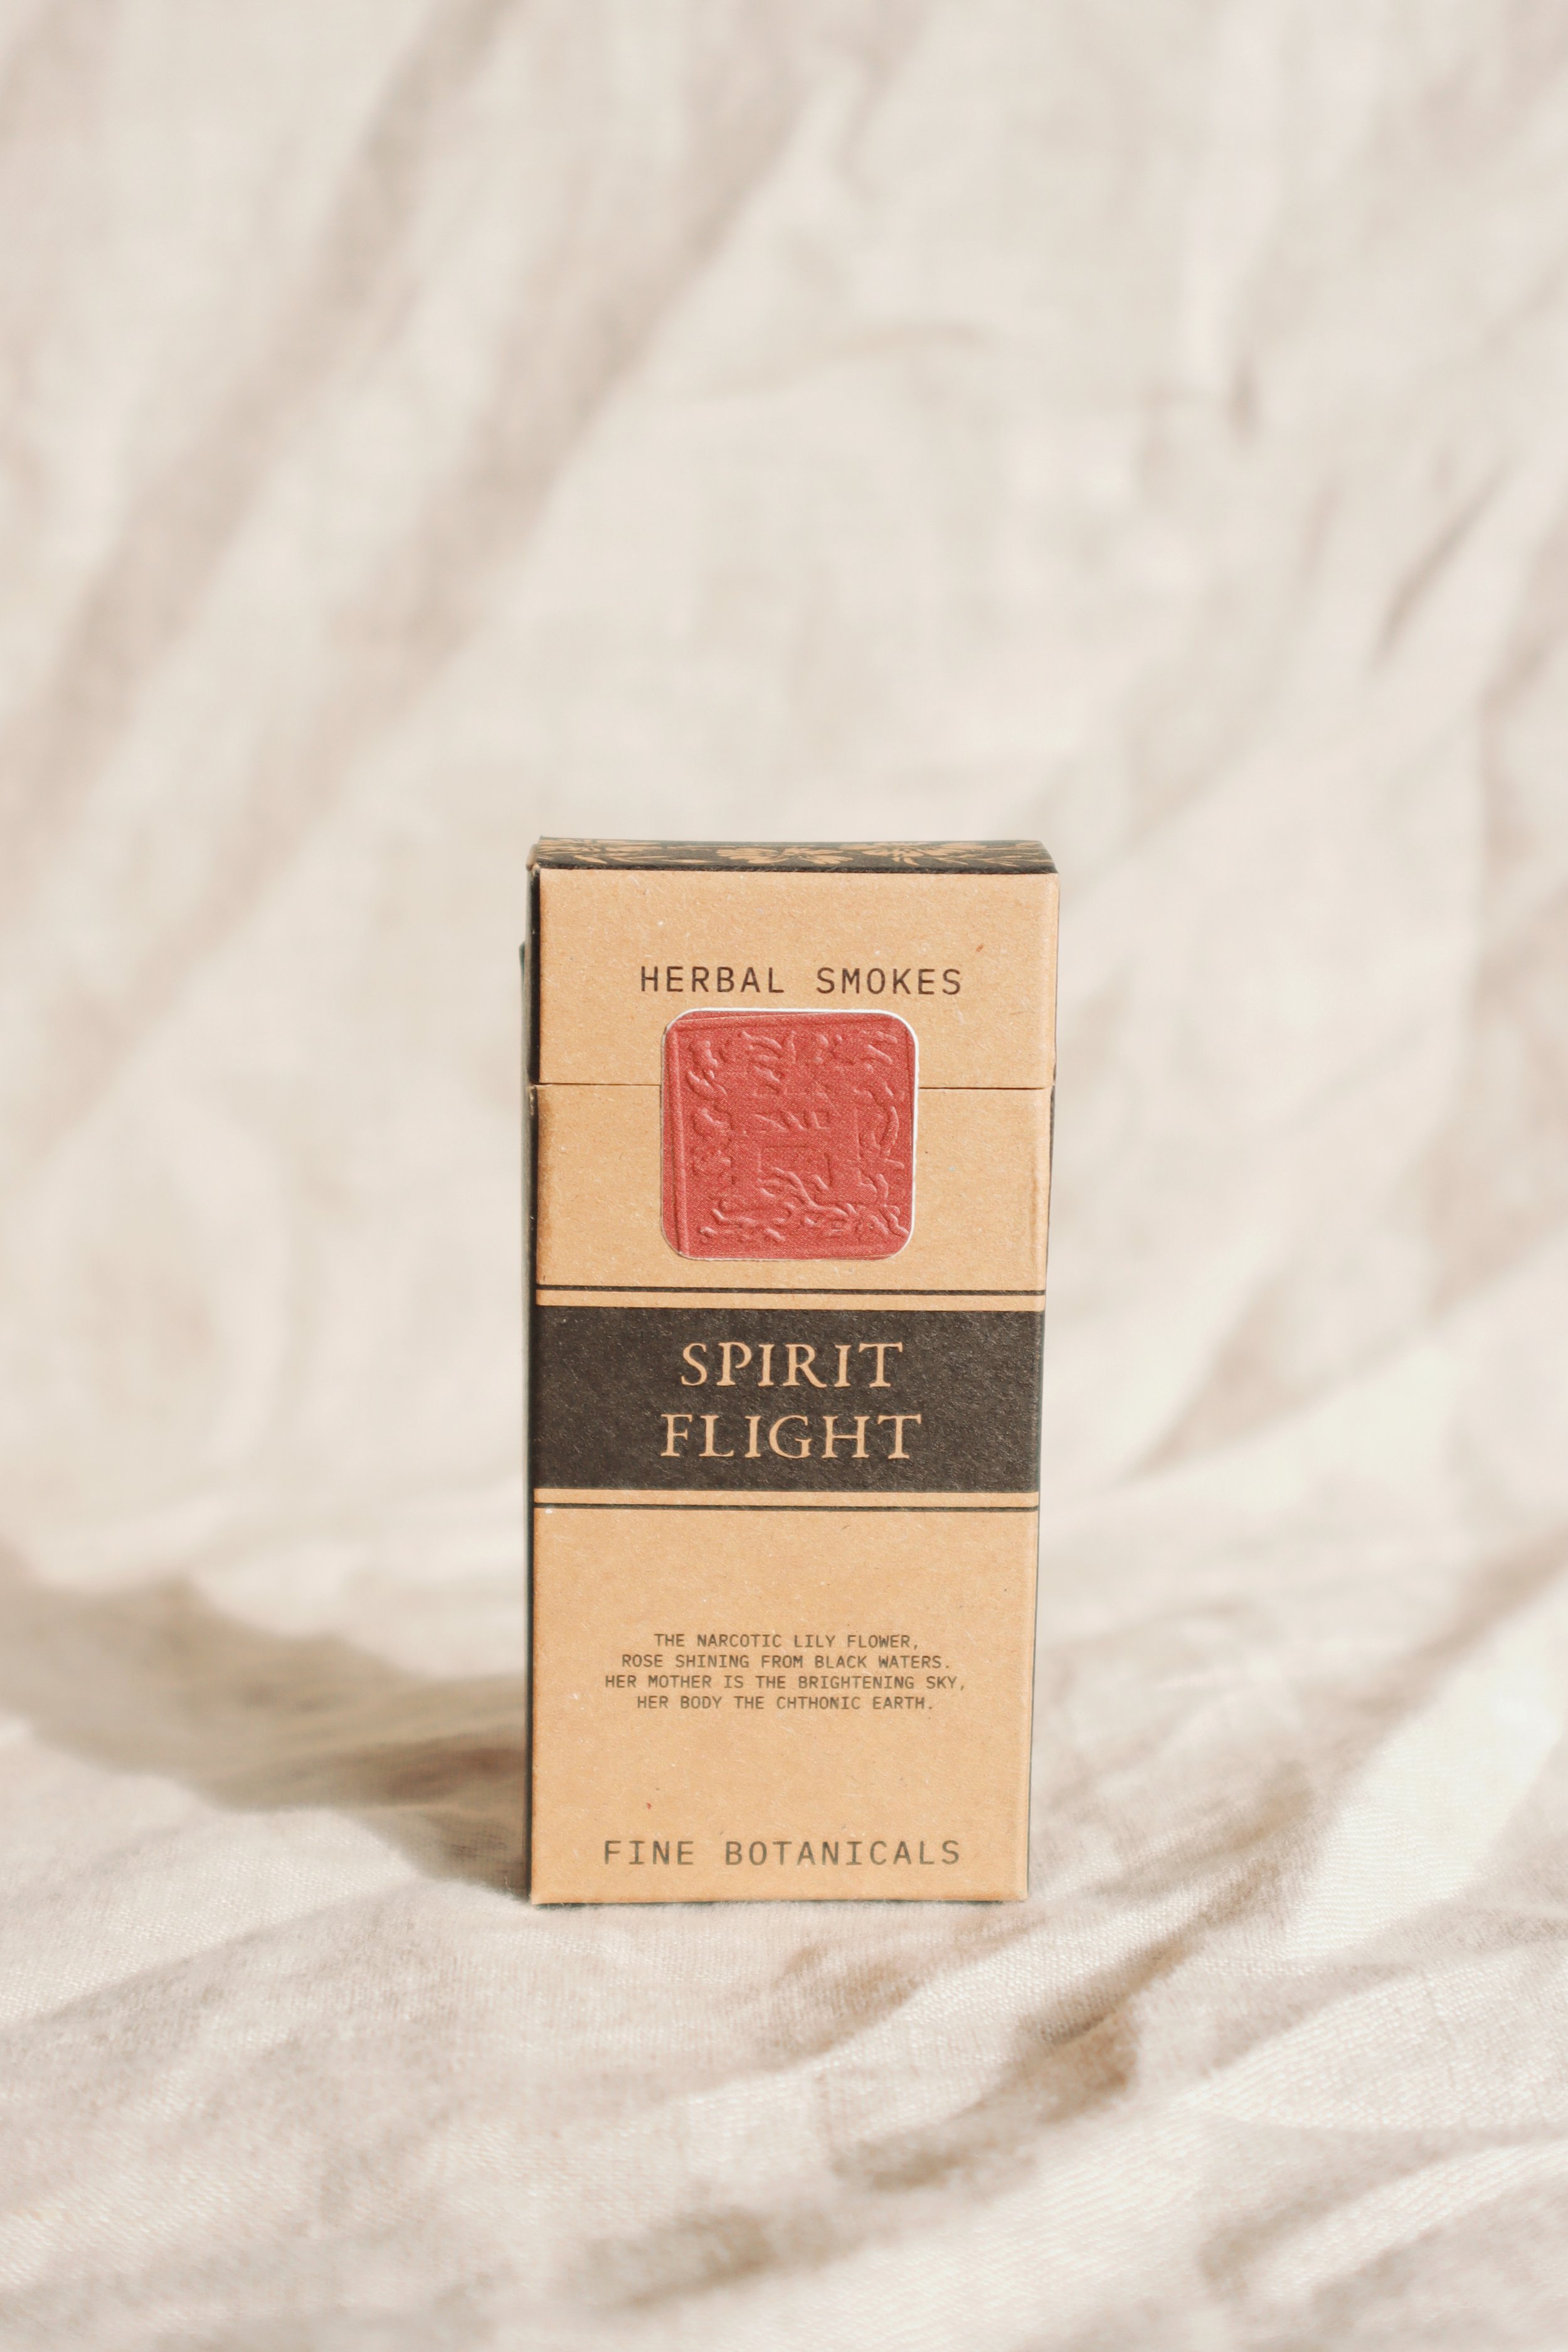 HERBAL SMOKES
SPIRIT
FLIGHT
THE NARCOTIC LILY FLOWER,
ROSE SHINING FROM BLACK WATERS.
HER MOTHER IS THE BRIGHTENING SKY,
HER BODY THE CHTHONIC EARTH.
FINE BOTANICALS